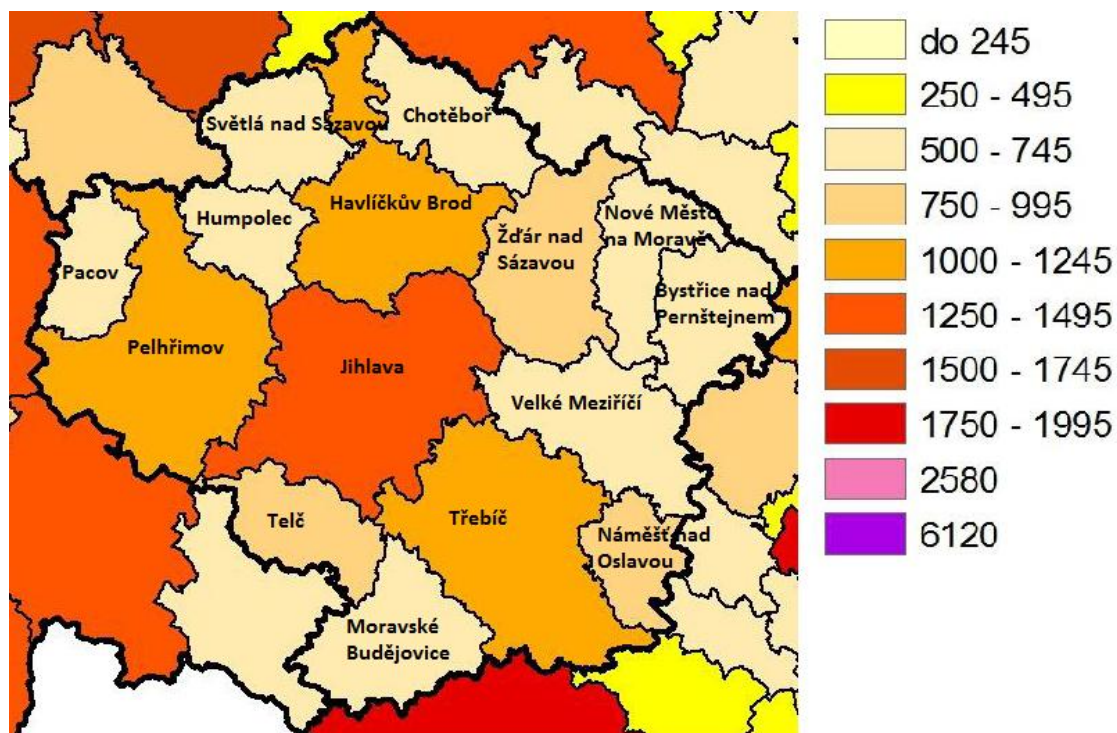 Světlá nad Sázavou
Chotěboř
Humpolec
Havlíčkův Brod
Nové Město
na Moravě
Žďár nad
Sázavou
Pacov
Bystřice nad
Pernštejnem
Pelhřimov
Jihlava
Velké Meziříčí
Telč
Třebíč
Náměšť nad
Oslavou
Moravské
Budějovice
do 245
250 - 495
500 - 745
750 - 995
1000 - 1245
1250 - 1495
1500 - 1745
1750 - 1995
2580
6120